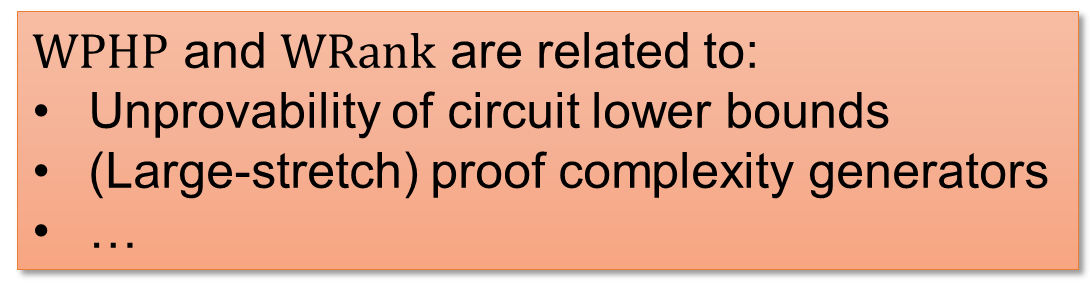 WPHP and WRank are related to:
• Unprovability of circuit lower bounds
• (Large-stretch) proof complexity generators
• …